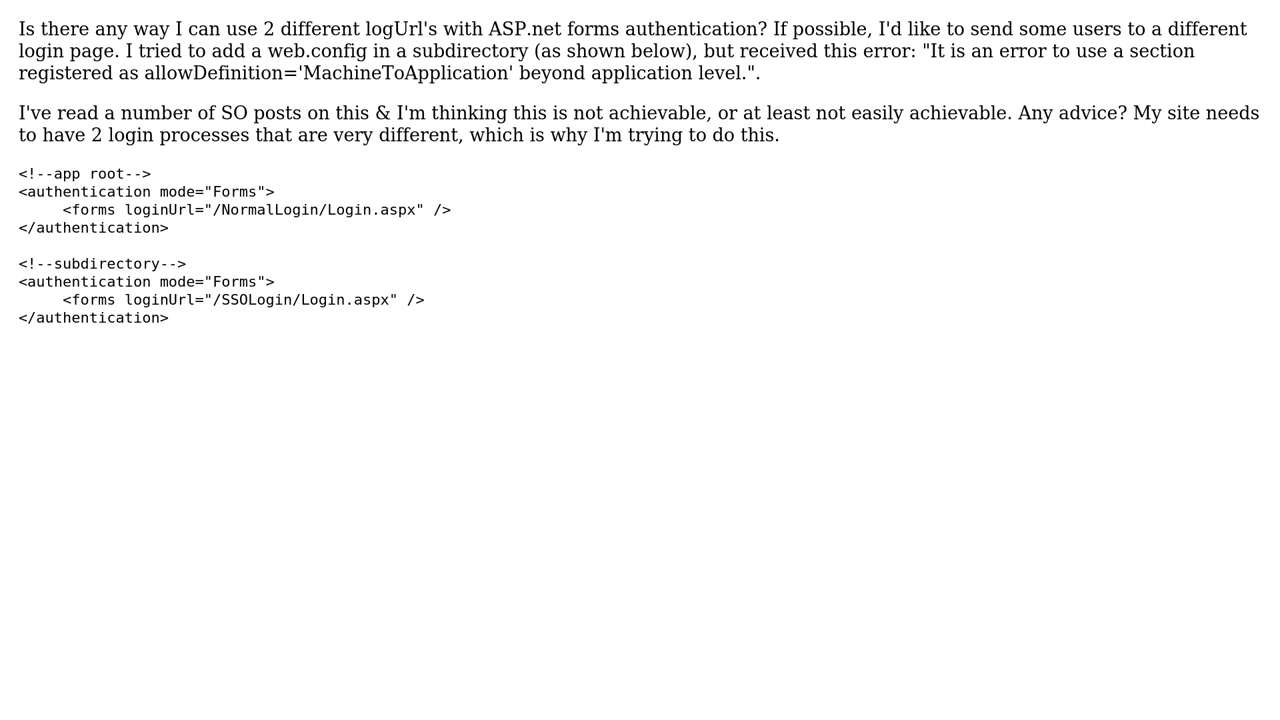 Is there any way I can use 2 different logUrl's with ASP.net forms authentication? If possible, I'd like to send some users to a different
login page. I tried to add a web.config in a subdirectory (as shown below), but received this error: "It is an error to use a section
registered as allowDefinition='MachineToApplication' beyond application level.".
I've read a number of SO posts on this & I'm thinking this is not achievable, or at least not easily achievable. Any advice? My site needs
to have 2 login processes that are very different, which is why I'm trying to do this.
<!--app root-->
<authentication mode="Forms">
     <forms loginUrl="/NormalLogin/Login.aspx" />
</authentication>
<!--subdirectory-->
<authentication mode="Forms">
     <forms loginUrl="/SSOLogin/Login.aspx" />
</authentication>